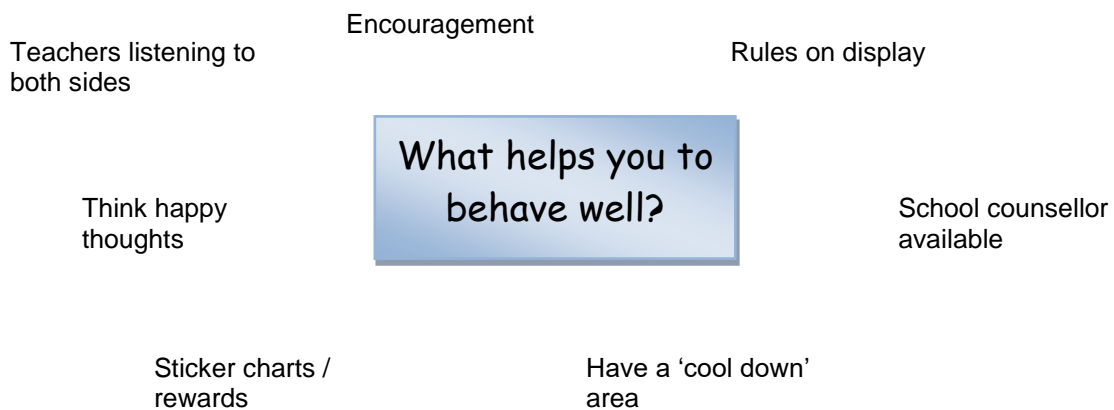 Encouragement
Teachers listening to
both sides
Rules on display
What helps you to
behave well?
Think happy
thoughts
School counsellor
available
Sticker charts /
rewards
Have a ‘cool down’
area